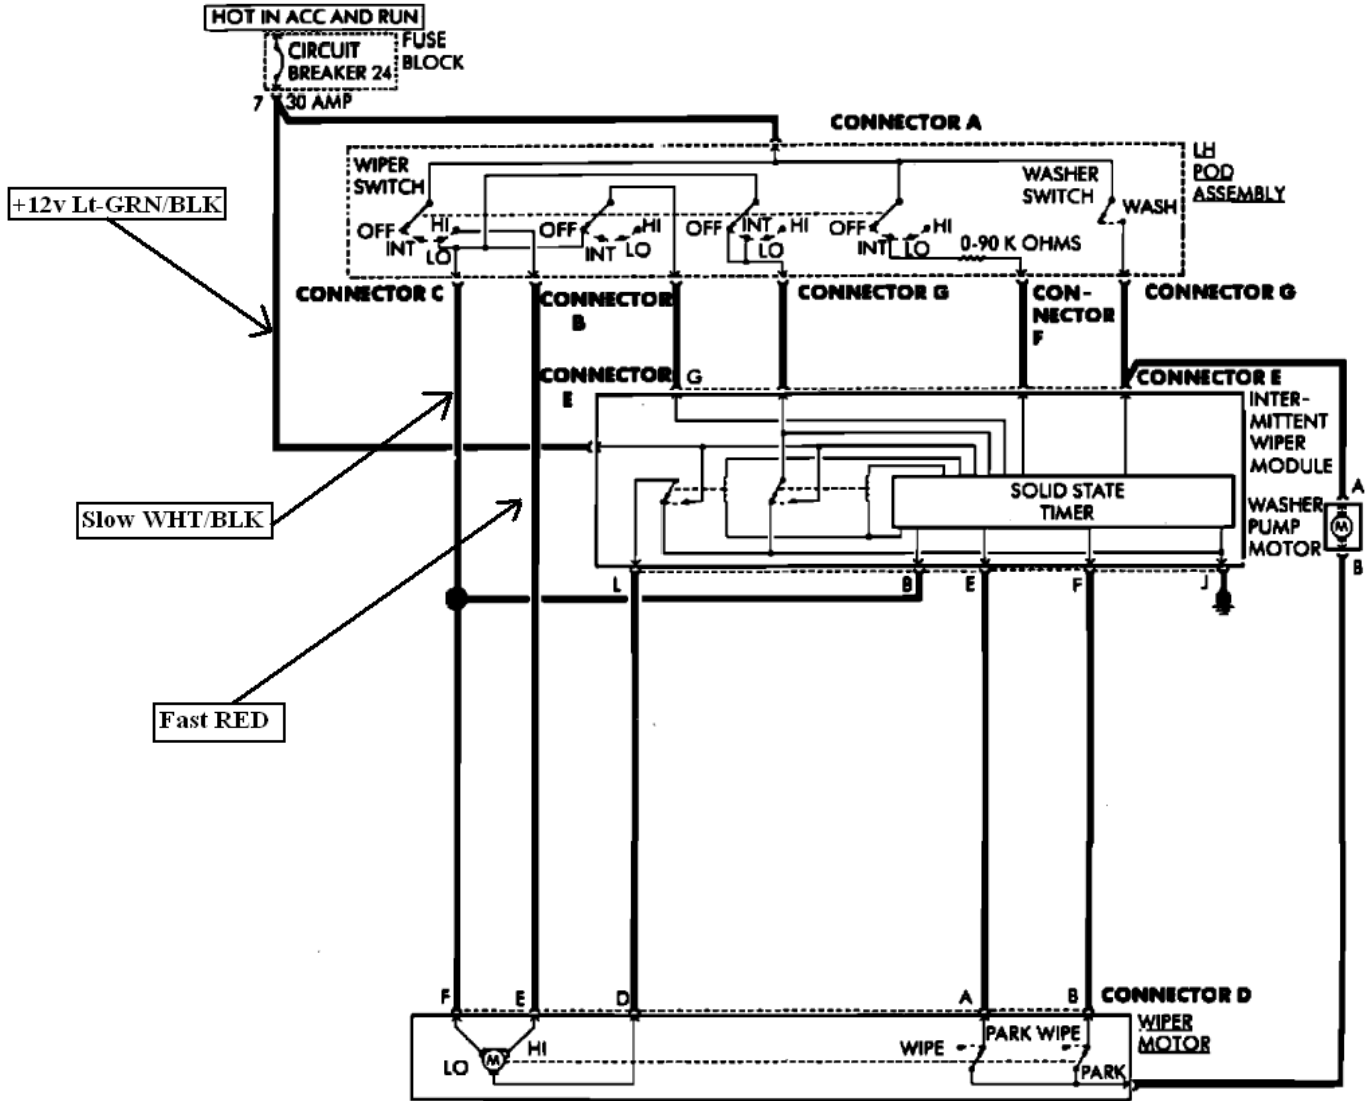 HOT IN ACC AND RUN
CIRCUIT
BREAKER 24
FUSE
BLOCK
7
30 AMP
CONNECTOR A
WIPER
SWITCH
WASHER
SWITCH
WASH
LH
POD
ASSEMBLY
+12v Lt-GRN/BLK
OFF
INT
LO
HI
OFF
INT
LO
HI
OFF
INT
LO
HI
OFF
INT
LO
HI
0-90 K OHMS
CONNECTOR C
CONNECTOR
B
CONNECTOR G
CON-
NECTOR
F
CONNECTOR G
CONNECTOR
E
G
CONNECTOR E
INTER-
MITTENT
WIPER
MODULE
SOLID STATE
TIMER
WASHER
PUMP
MOTOR
A
M
B
Slow WHT/BLK
L
B
E
F
J
Fast RED
F
E
D
A
B
CONNECTOR D
WIPER
MOTOR
LO
M
HI
WIPE
PARK
WIPE
PARK